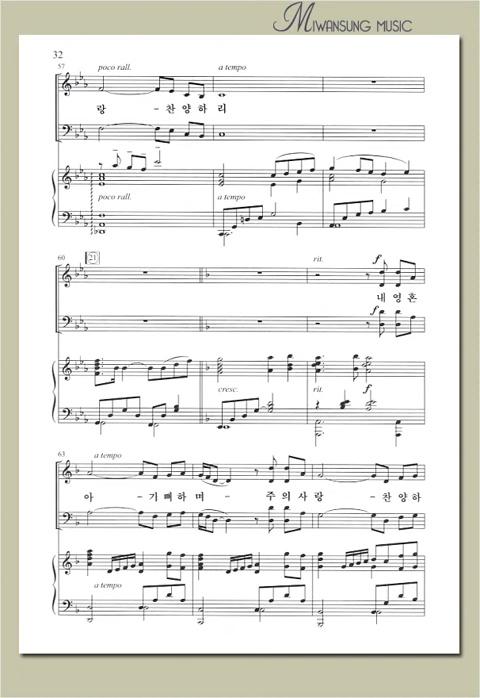 MIWANSUNG MUSIC
32
57
poco rall.
a tempo
랑 - 찬양하리
poco rall.
a tempo
60
21
rit.
f
내영혼
f
cresc.
rit.
f
63
a tempo
아 - 기뻐하며 - 주의사랑 - 찬양하
a tempo